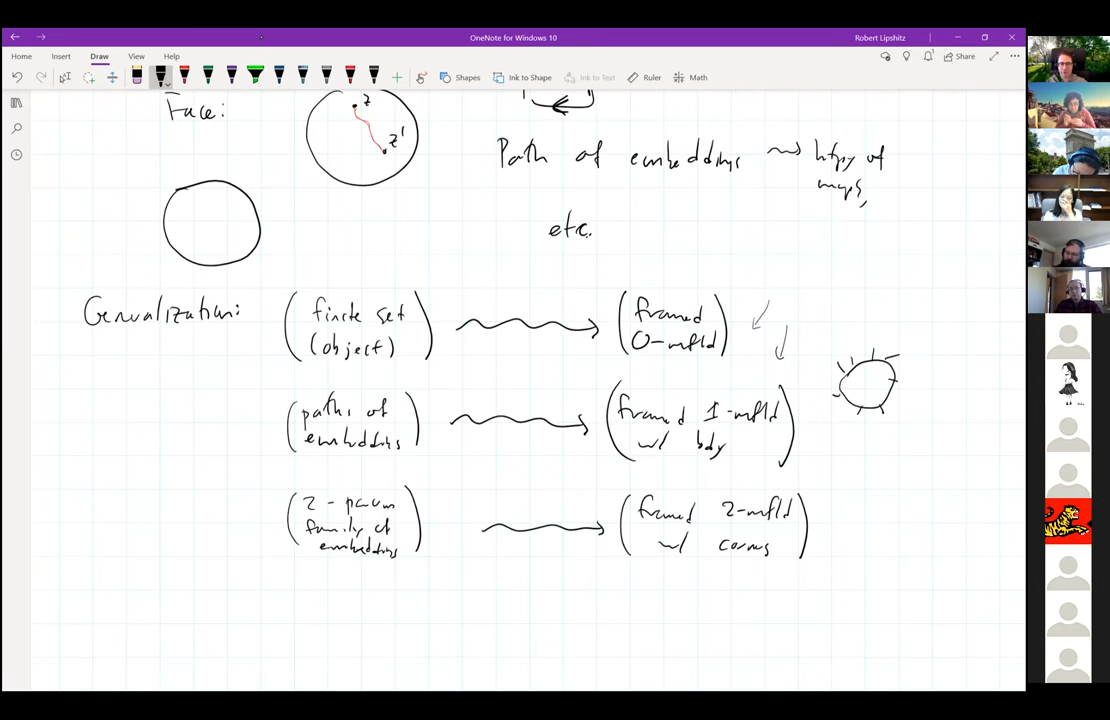 OneNote for Windows 10
Robert Lipshitz
Home Insert Draw View Help
Share
Shapes Ink to Shape Ink to Text Ruler Math
Face:
z
z'
Path of embeddings htpy of
maps,
etc.
Generalization:
finite set
(object)
framed
0-mfld
paths of
embeddings
framed 1-mfld
w/ bdy
2-param
family of
embeddings
framed 2-mfld
w/ corners